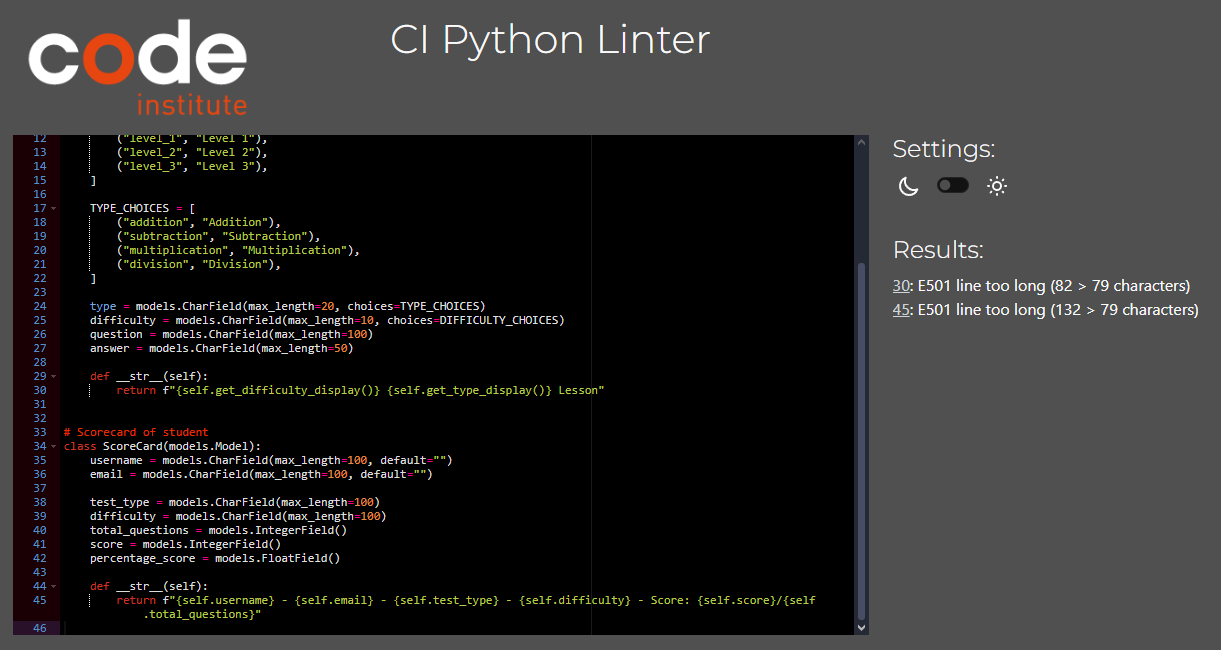 code
institute
CI Python Linter
12 ("level_1", "Level 1"),
13 ("level_2", "Level 2"),
14 ("level_3", "Level 3"),
15 ]
16
17 TYPE_CHOICES = [
18 ("addition", "Addition"),
19 ("subtraction", "Subtraction"),
20 ("multiplication", "Multiplication"),
21 ("division", "Division"),
22 ]
23
24 type = models.CharField(max_length=20, choices=TYPE_CHOICES)
25 difficulty = models.CharField(max_length=10, choices=DIFFICULTY_CHOICES)
26 question = models.CharField(max_length=100)
27 answer = models.CharField(max_length=50)
28
29 def __str__(self):
30 return f"{self.get_difficulty_display()} {self.get_type_display()} Lesson"
31
32
33 # Scorecard of student
34 class ScoreCard(models.Model):
35 username = models.CharField(max_length=100, default="")
36 email = models.CharField(max_length=100, default="")
37
38 test_type = models.CharField(max_length=100)
39 difficulty = models.CharField(max_length=100)
40 total_questions = models.IntegerField()
41 score = models.IntegerField()
42 percentage_score = models.FloatField()
43
44 def __str__(self):
45 return f"{self.username} - {self.email} - {self.test_type} - {self.difficulty} - Score: {self.score}/{self
.total_questions}"
46
Settings:
Results:
30: E501 line too long (82 > 79 characters)
45: E501 line too long (132 > 79 characters)